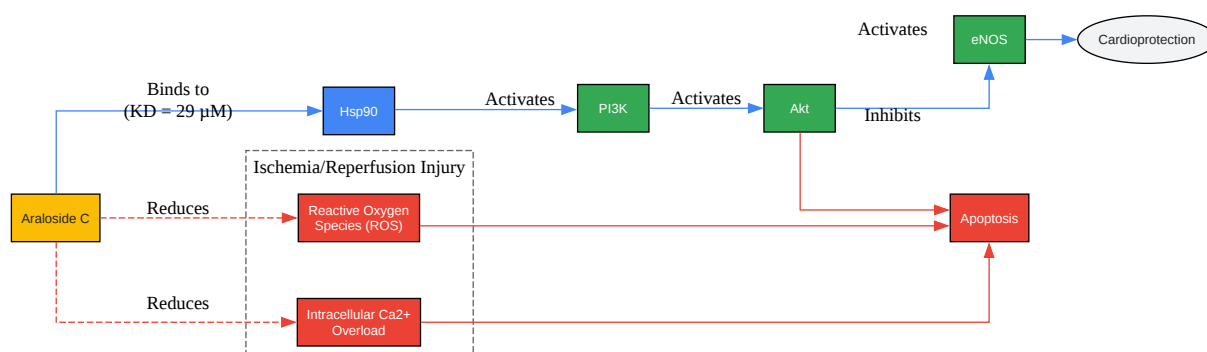 Activates
eNOS
Cardioprotection
Binds to
(KD = 29 µM)
Hsp90
Activates
PI3K
Activates
Akt
Inhibits
Ischemia/Reperfusion Injury
Araloside C
Reduces
Reactive Oxygen
Species (ROS)
Apoptosis
Reduces
Intracellular Ca2+
Overload